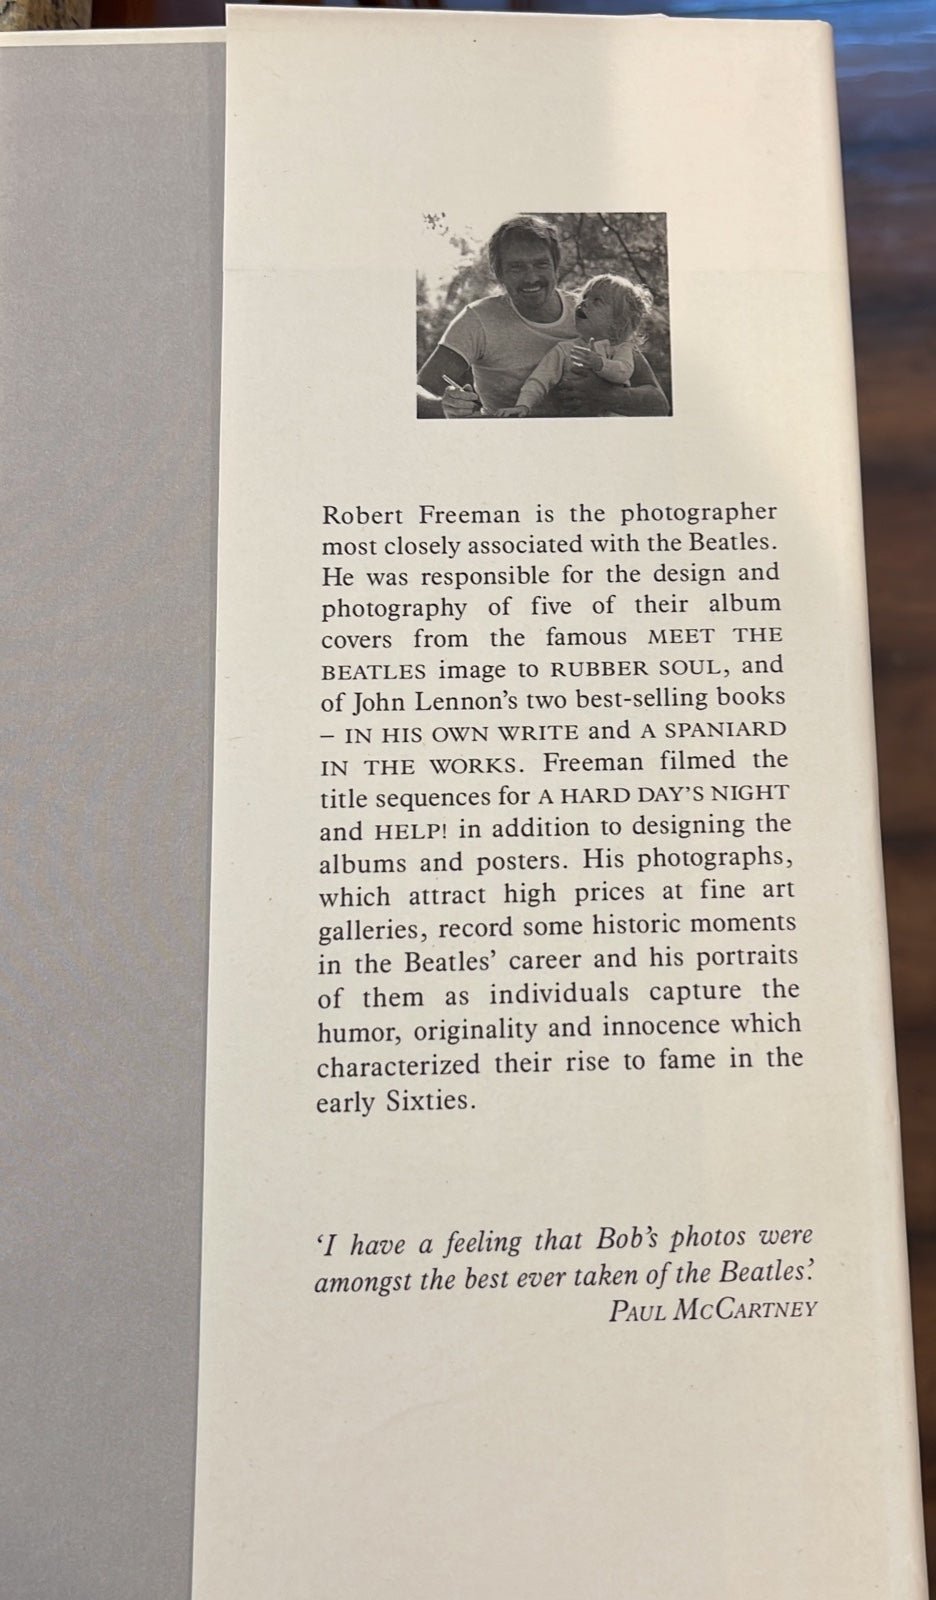 Robert Freeman is the photographer
most closely associated with the Beatles.
He was responsible for the design and
photography of five of their album
covers from the famous MEET THE
BEATLES image to RUBBER SOUL, and
of John Lennon's two best-selling books
– IN HIS OWN WRITE and A SPANIARD
IN THE WORKS. Freeman filmed the
title sequences for A HARD DAY'S NIGHT
and HELP! in addition to designing the
albums and posters. His photographs,
which attract high prices at fine art
galleries, record some historic moments
in the Beatles' career and his portraits
of them as individuals capture the
humor, originality and innocence which
characterized their rise to fame in the
early Sixties.
'I have a feeling that Bob's photos were
amongst the best ever taken of the Beatles.'
PAUL MCCARTNEY